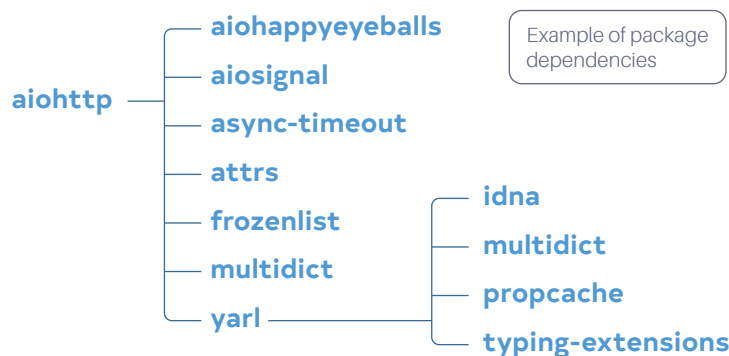 aiohappyeyeballs
Example of package
dependencies
aiosignal
aiohttp
async-timeout
attrs
idna
frozenlist
multidict
multidict
propcache
yarl
typing-extensions